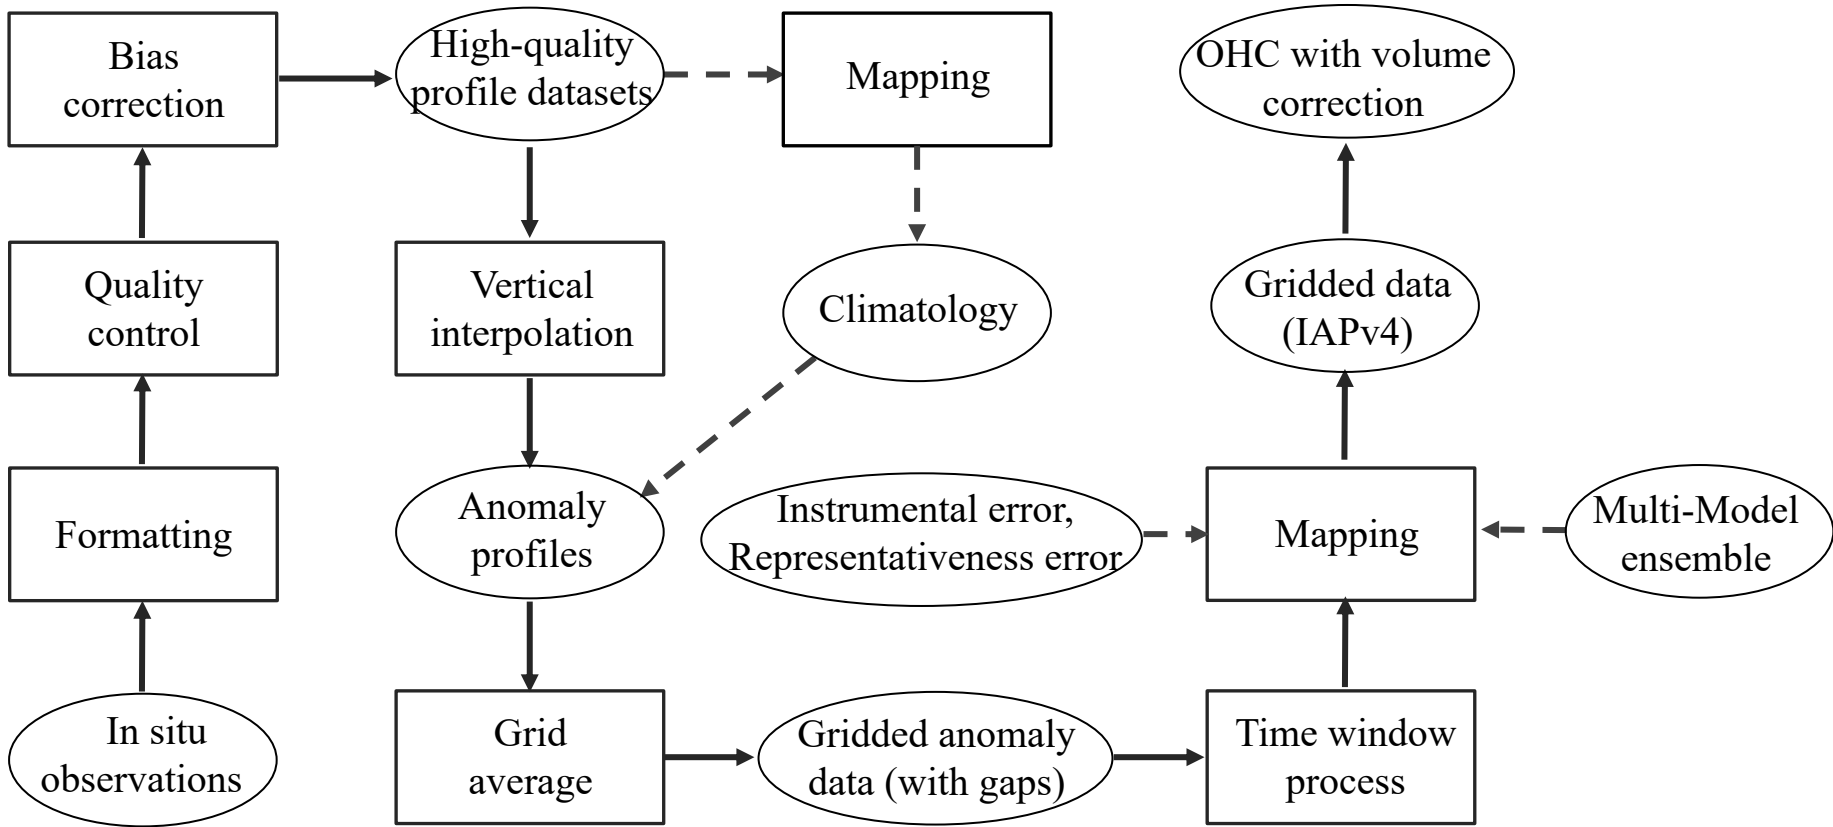 Bias
correction
High-quality
profile datasets
Mapping
OHC with volume
correction
Quality
control
Vertical
interpolation
Climatology
Gridded data
(IAPv4)
Formatting
Anomaly
profiles
Instrumental error,
Representativeness error
Mapping
Multi-Model
ensemble
In situ
observations
Grid
average
Gridded anomaly
data (with gaps)
Time window
process